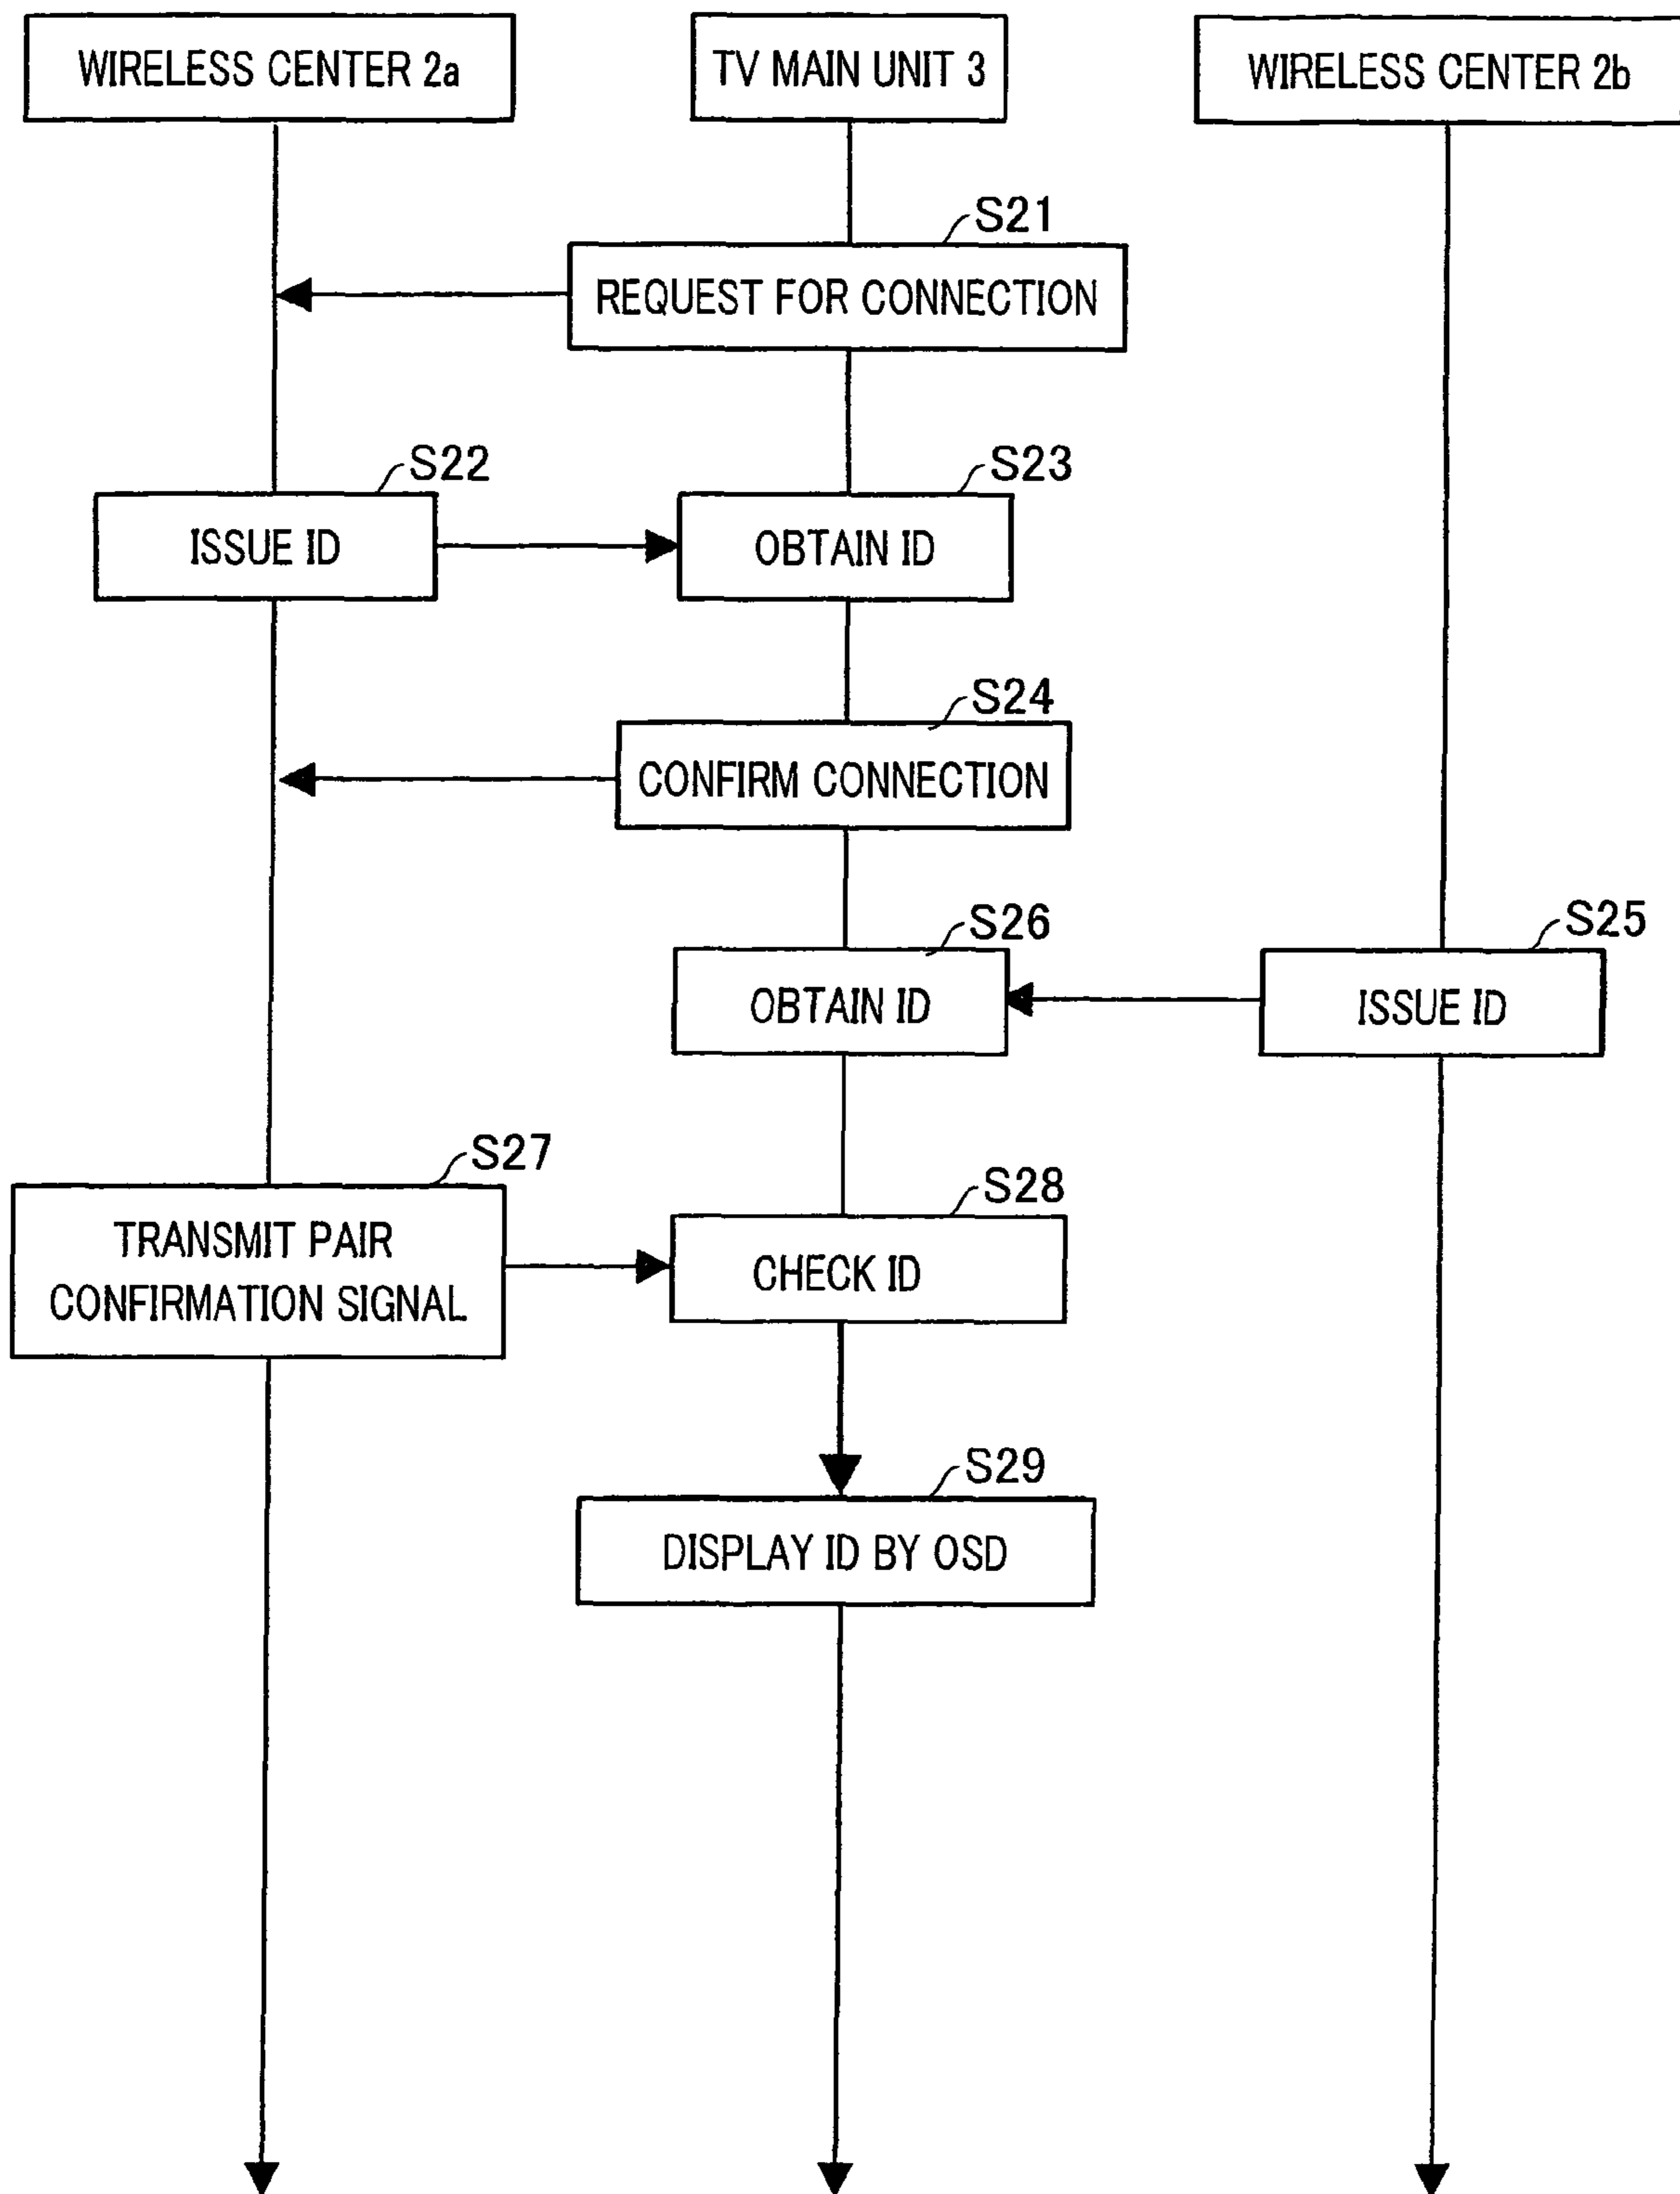 WIRELESS CENTER 2a
TV MAIN UNIT 3
WIRELESS CENTER 2b
S21
REQUEST FOR CONNECTION
S22
ISSUE ID
S23
OBTAIN ID
S24
CONFIRM CONNECTION
S26
OBTAIN ID
S25
ISSUE ID
S27
TRANSMIT PAIR
CONFIRMATION SIGNAL
S28
CHECK ID
S29
DISPLAY ID BY OSD